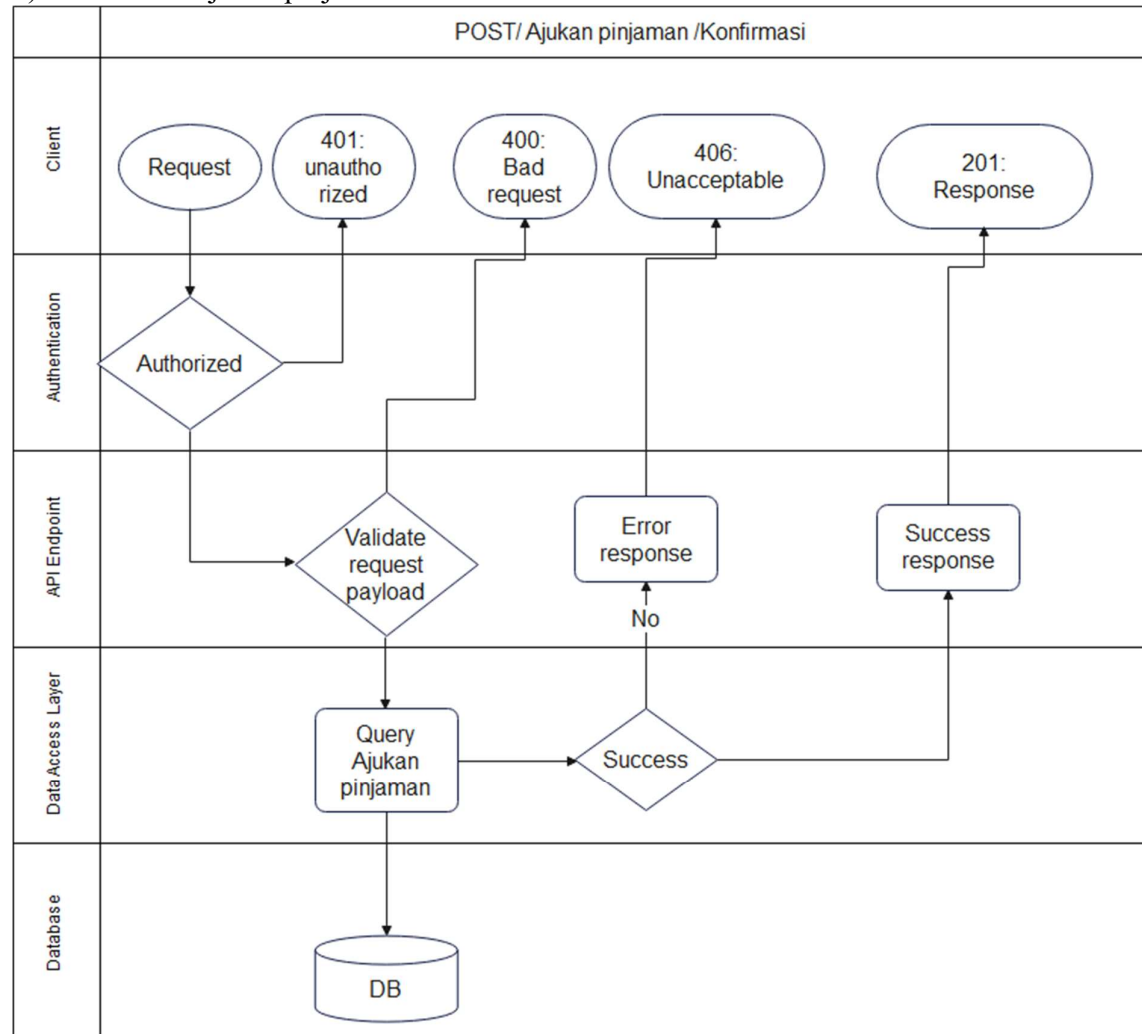 POST/ Ajukan pinjaman /Konfirmasi
Client
Request
401:
unautho
rized
400:
Bad
request
406:
Unacceptable
201:
Response
Authentication
Authorized
API Endpoint
Validate
request
payload
Error
response
Success
response
No
Data Access Layer
Query
Ajukan
pinjaman
Success
Database
DB